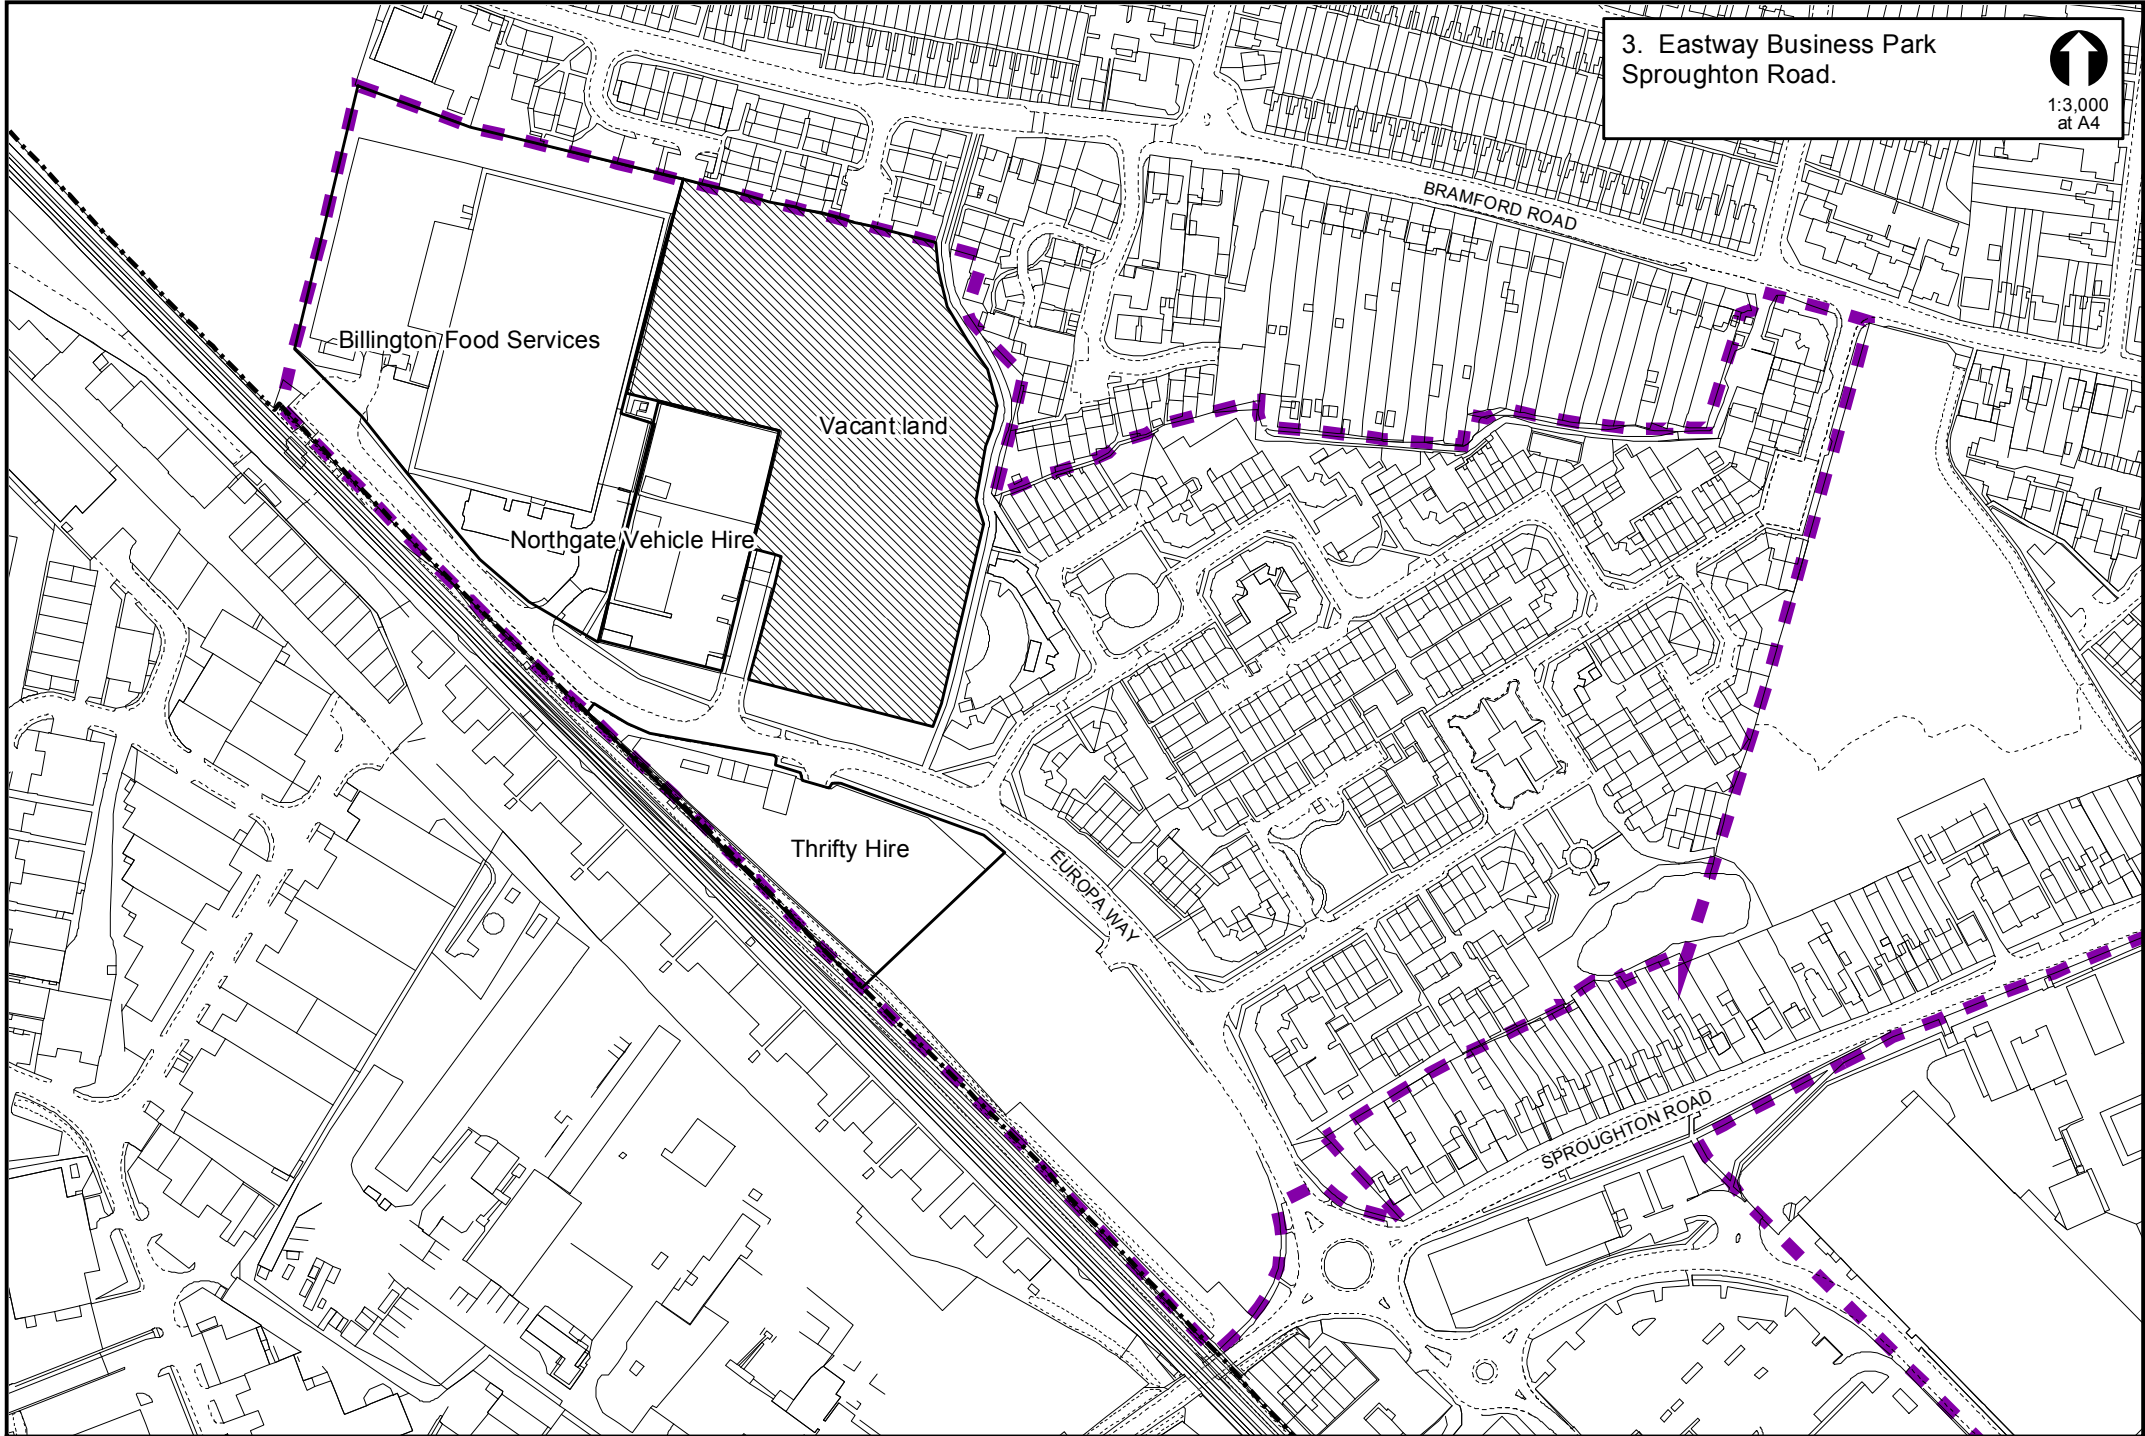 3. Eastway Business Park
Sproughton Road.
1:3,000
at A4
BRAMFORD ROAD
Billington Food Services
Vacant land
Northgate Vehicle Hire
Thrifty Hire
EUROPA WAY
SPROUGHTON ROAD